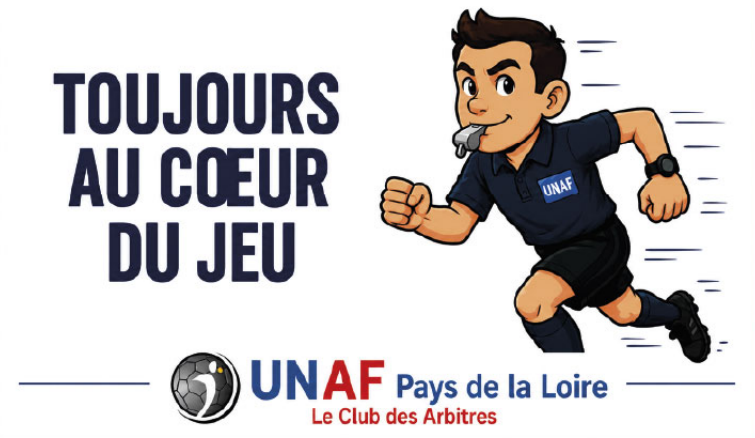 TOUJOURS
AU CŒUR
DU JEU
UNAF
UNAF Pays de la Loire
Le Club des Arbitres